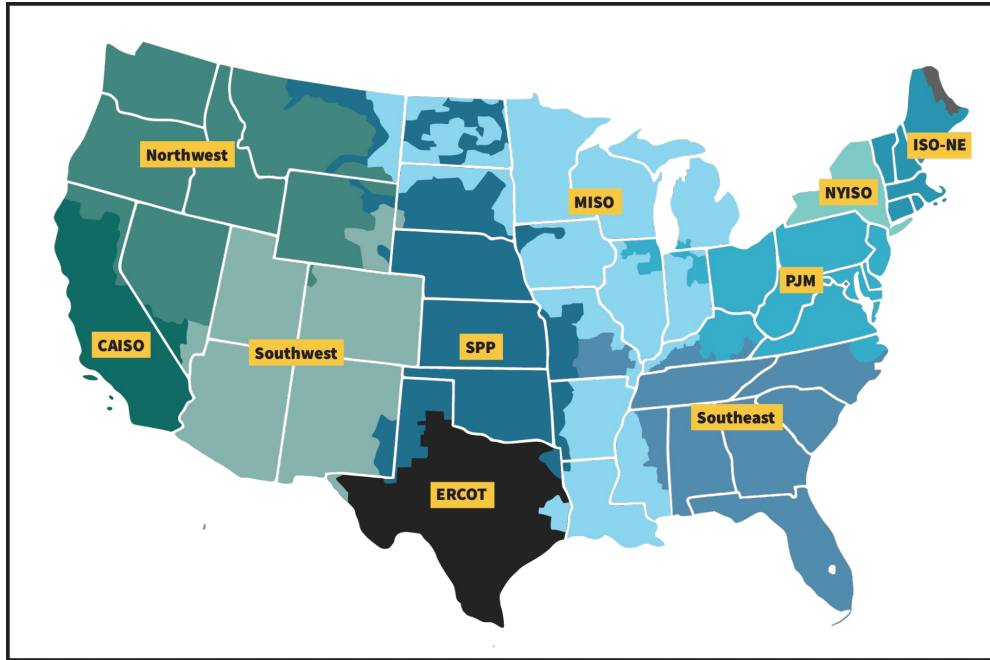 ISO-NE
Northwest
NYISO
MISO
PJM
CAISO
Southwest
SPP
Southeast
ERCOT